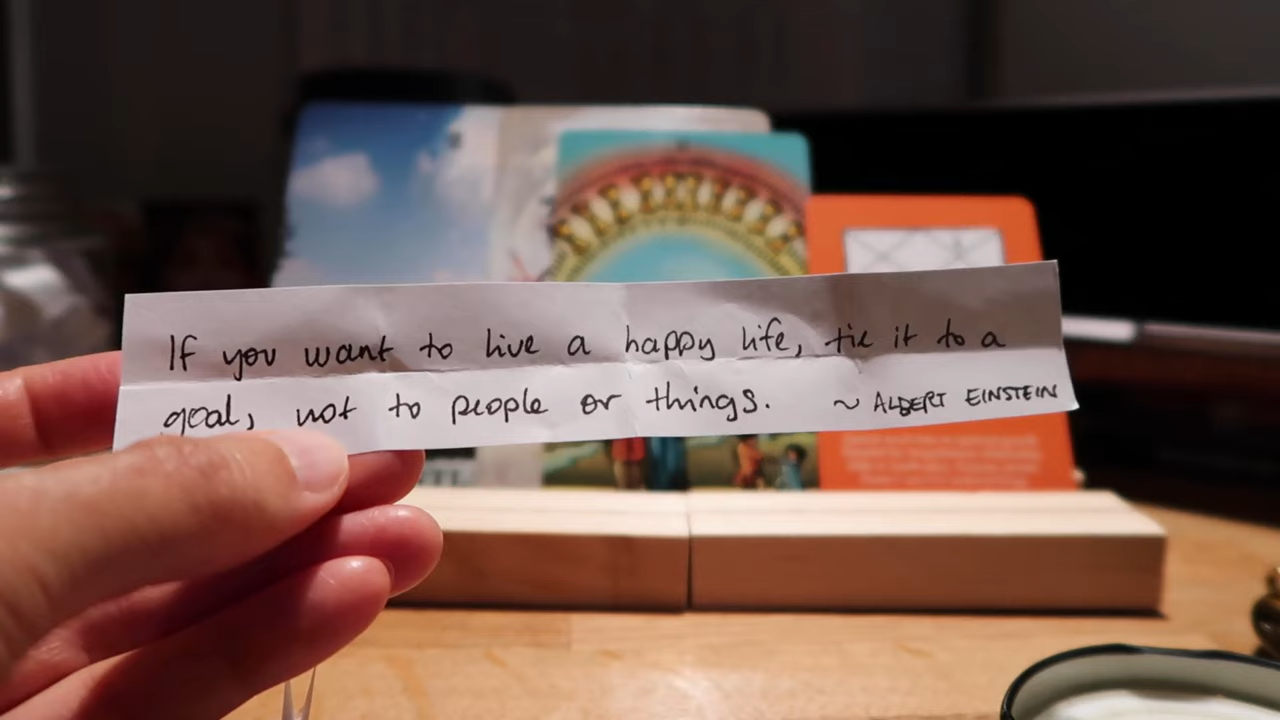 If you want to live a happy life, tie it to a
goal, not to people or things. ~ ALBERT EINSTEIN